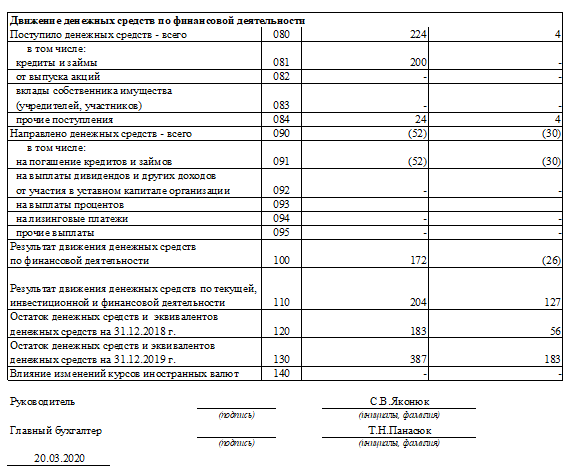 Движение денежных средств по финансовой деятельности
Поступило денежных средств - всего 080 224 4
в том числе:
кредиты и займы 081 200 -
от выпуска акций 082 - -
вклады собственника имущества
(учредителей, участников) 083 - -
прочие поступления 084 24 4
Направлено денежных средств - всего 090 (52) (30)
в том числе:
на погашение кредитов и займов 091 (52) (30)
на выплаты дивидендов и других доходов
от участия в уставном капитале организации 092 - -
на выплаты процентов 093 - -
на лизинговые платежи 094 - -
прочие выплаты 095 - -
Результат движения денежных средств
по финансовой деятельности 100 172 (26)
Результат движения денежных средств по текущей,
инвестиционной и финансовой деятельности 110 204 127
Остаток денежных средств и эквивалентов
денежных средств на 31.12.2018 г. 120 183 56
Остаток денежных средств и эквивалентов
денежных средств на 31.12.2019 г. 130 387 183
Влияние изменений курсов иностранных валют 140 - -
Руководитель С.В.Яконюк
(подпись) (инициалы, фамилия)
Главный бухгалтер Т.Н.Панасюк
(подпись) (инициалы, фамилия)
20.03.2020